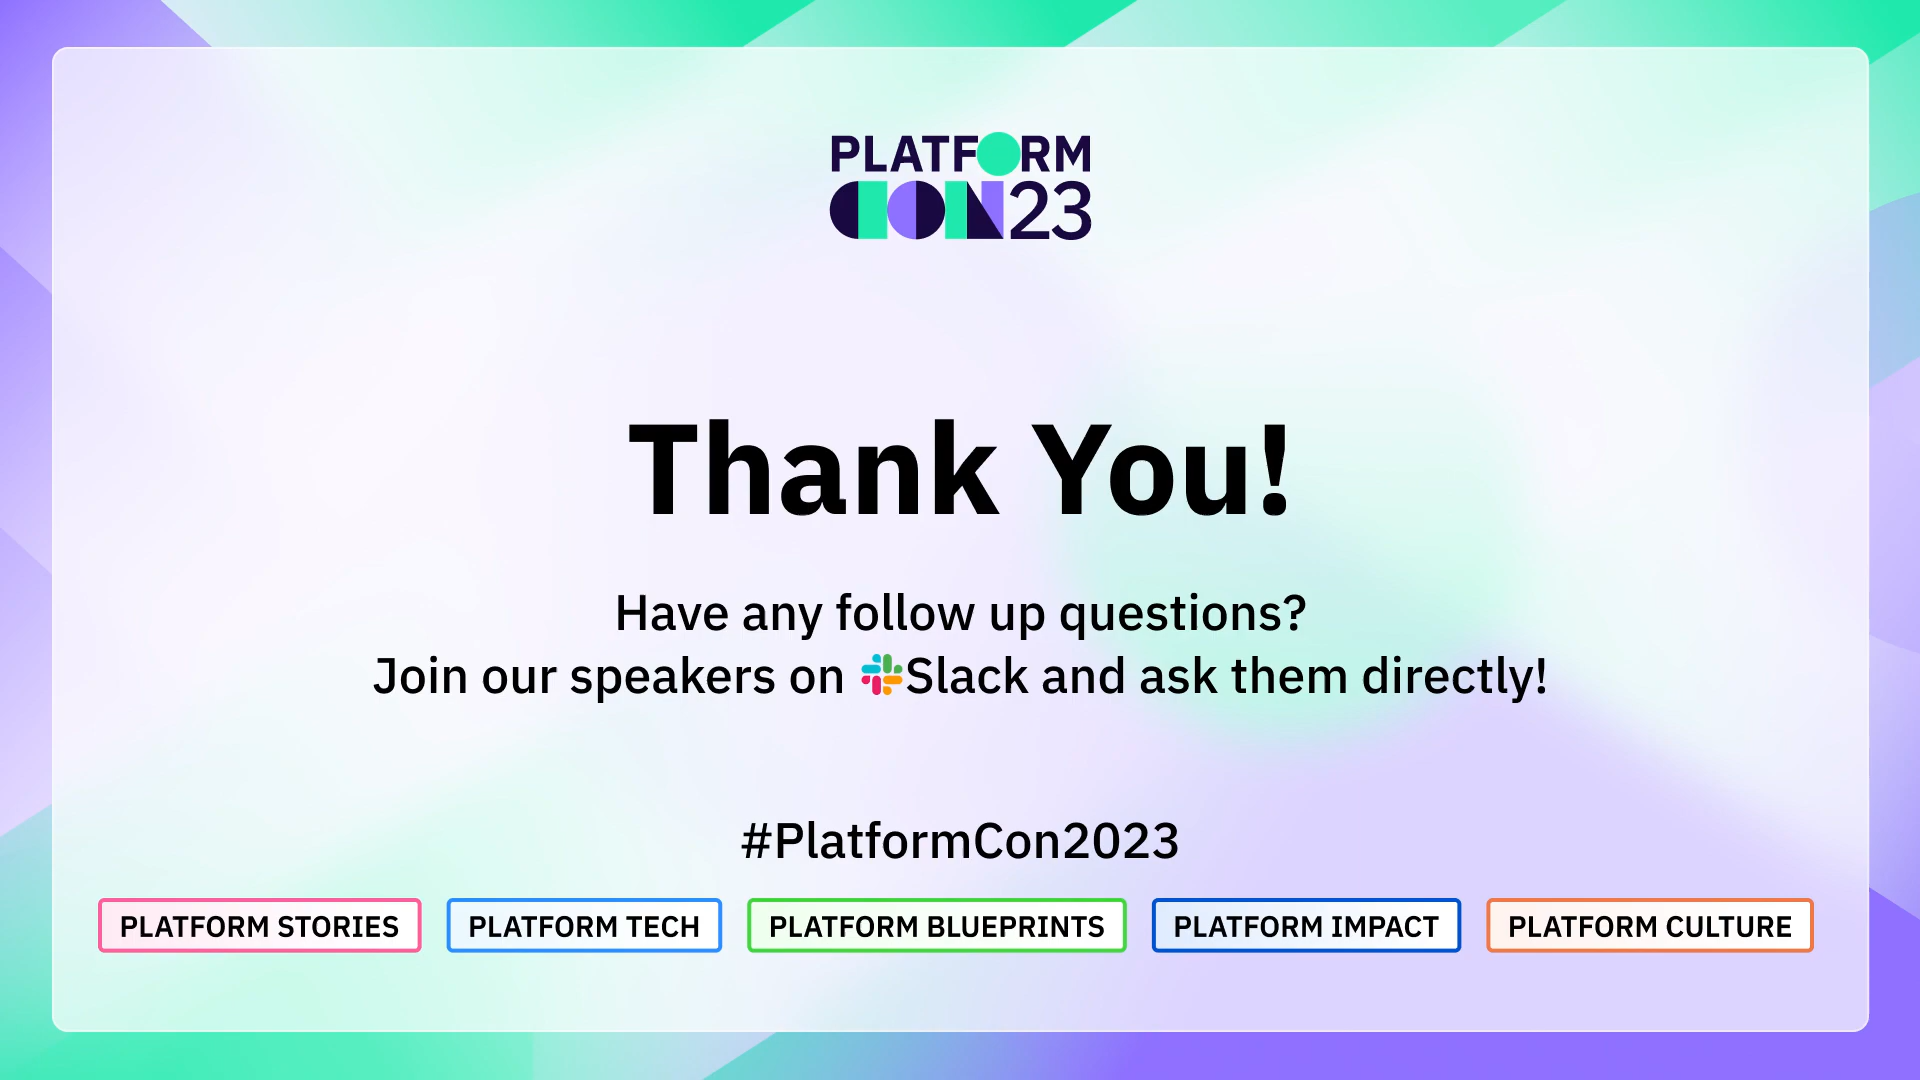 PLATFORM
CON23
Thank You!
Have any follow up questions?
Join our speakers on Slack and ask them directly!
#PlatformCon2023
PLATFORM STORIES
PLATFORM TECH
PLATFORM BLUEPRINTS
PLATFORM IMPACT
PLATFORM CULTURE